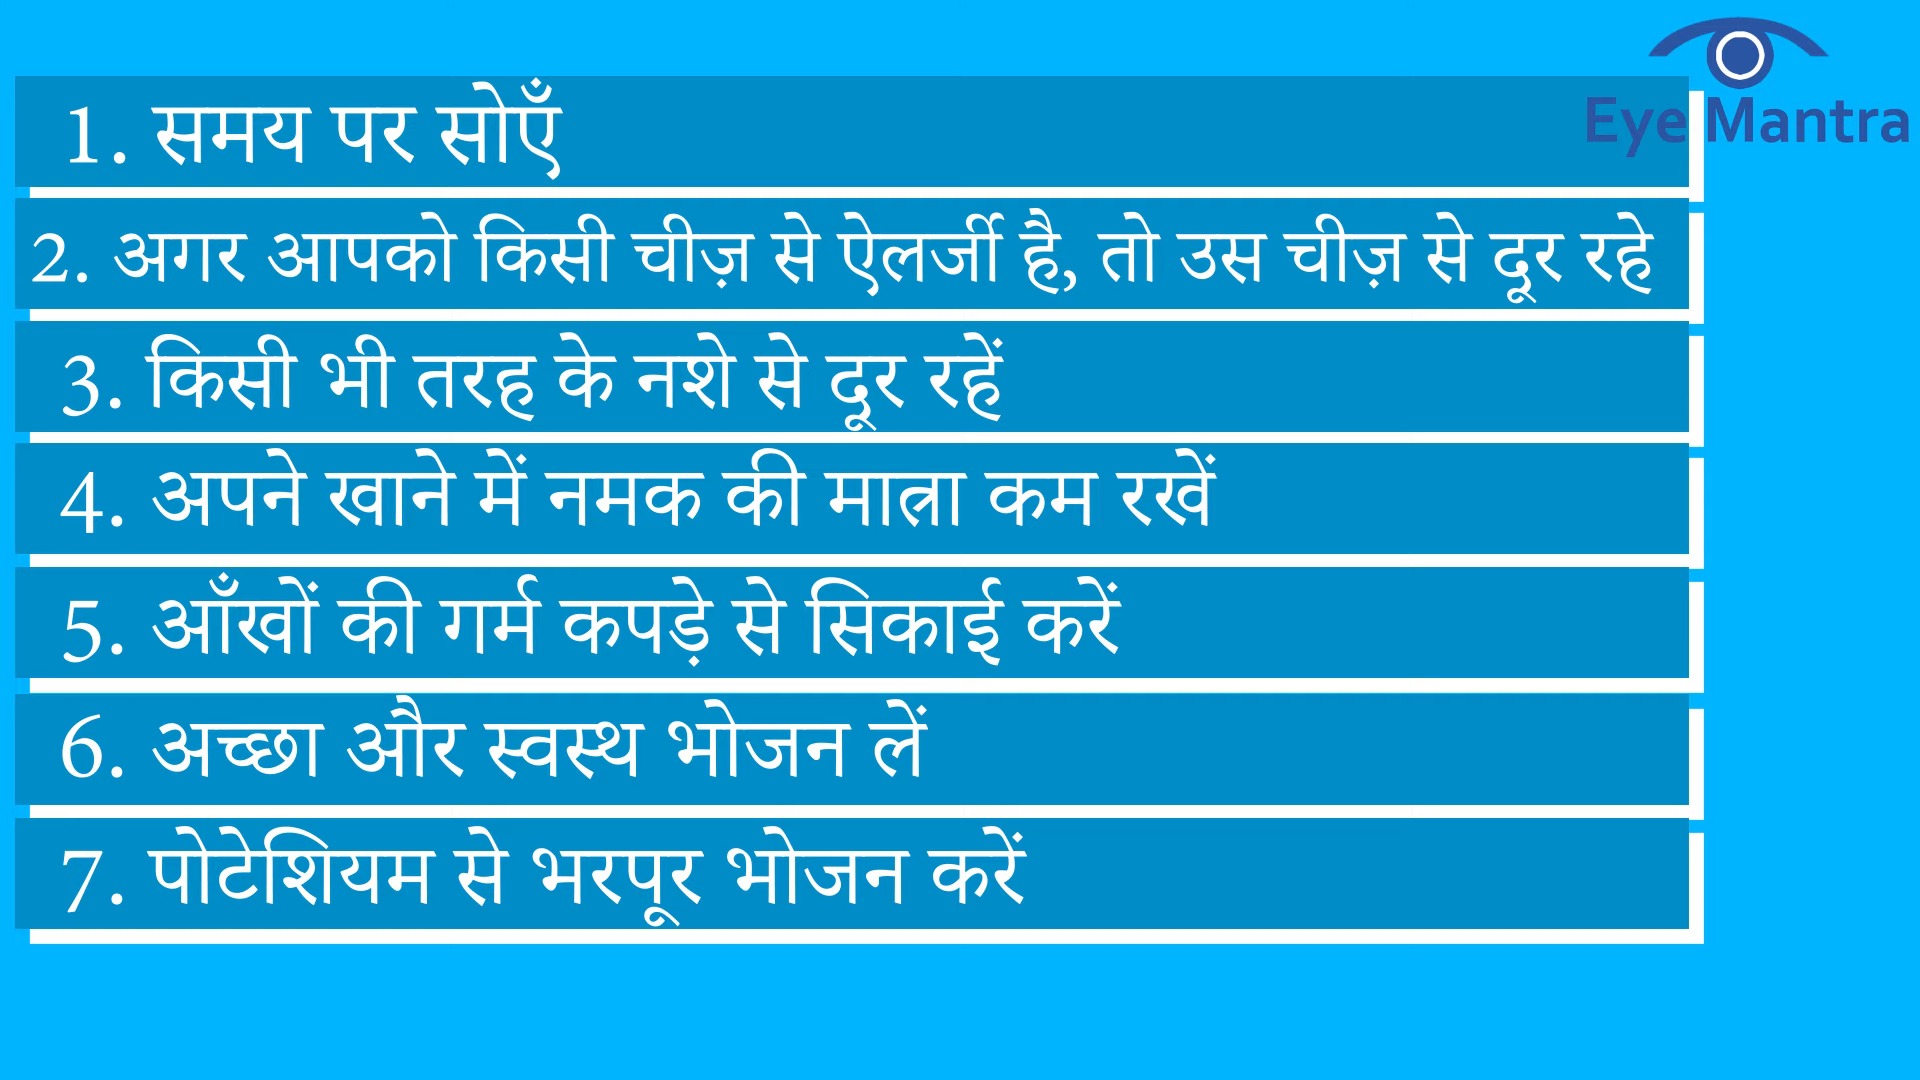 Eye Mantra
1. समय पर सोएँ
2. अगर आपको किसी चीज़ से ऐलर्जी है, तो उस चीज़ से दूर रहे
3. किसी भी तरह के नशे से दूर रहें
4. अपने खाने में नमक की मात्रा कम रखें
5. आँखों की गर्म कपड़े से सिकाई करें
6. अच्छा और स्वस्थ भोजन लें
7. पोटेशियम से भरपूर भोजन करें